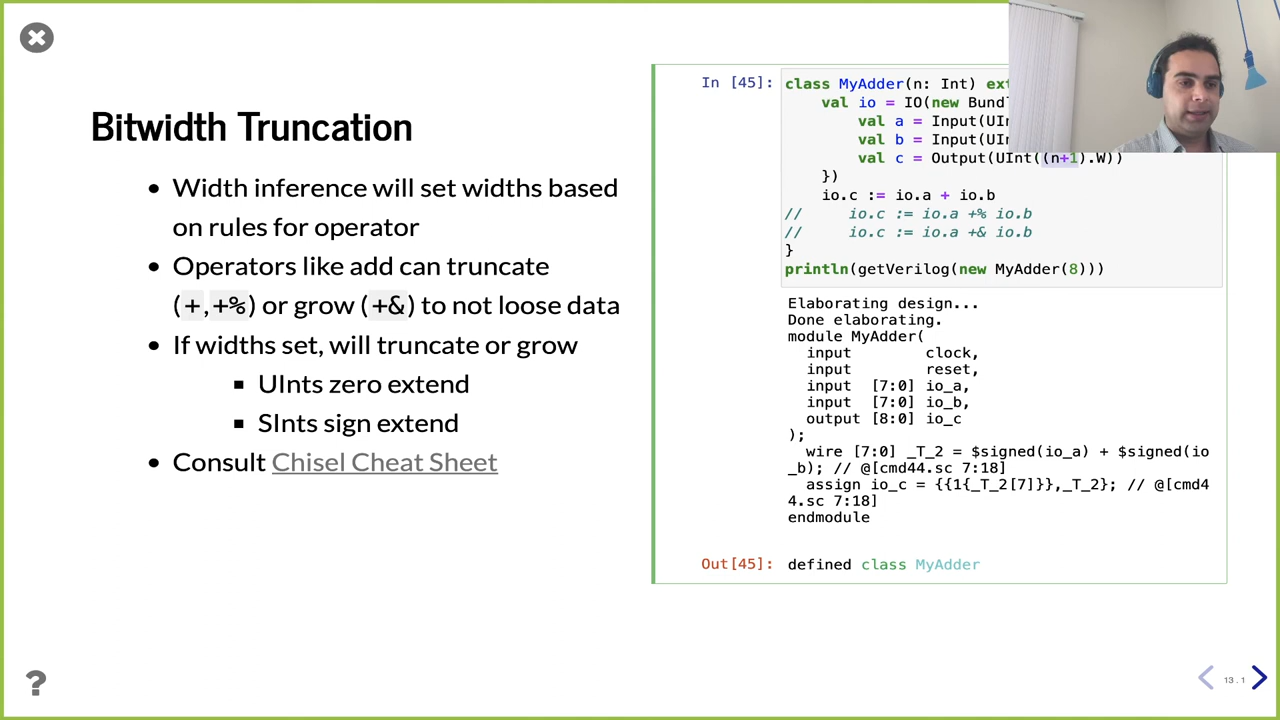 Bitwidth Truncation
• Width inference will set widths based
on rules for operator
• Operators like add can truncate
(+,+%) or grow (+&) to not loose data
• If widths set, will truncate or grow
▪ UInts zero extend
▪ SInts sign extend
• Consult Chisel Cheat Sheet
In [45]:
class MyAdder(n: Int) ext
val io = IO(new Bundl
val a = Input(UIn
val b = Input(UIn
val c = Output(UInt((n+1).W))
})
io.c := io.a + io.b
// io.c := io.a +% io.b
// io.c := io.a +& io.b
}
println(getVerilog(new MyAdder(8)))
Elaborating design...
Done elaborating.
module MyAdder(
input clock,
input reset,
input [7:0] io_a,
input [7:0] io_b,
output [8:0] io_c
);
wire [7:0] _T_2 = $signed(io_a) + $signed(io
_b); // @[cmd44.sc 7:18]
assign io_c = {{1{_T_2[7]}},_T_2}; // @[cmd4
4.sc 7:18]
endmodule
Out[45]: defined class MyAdder
?
13 . 1